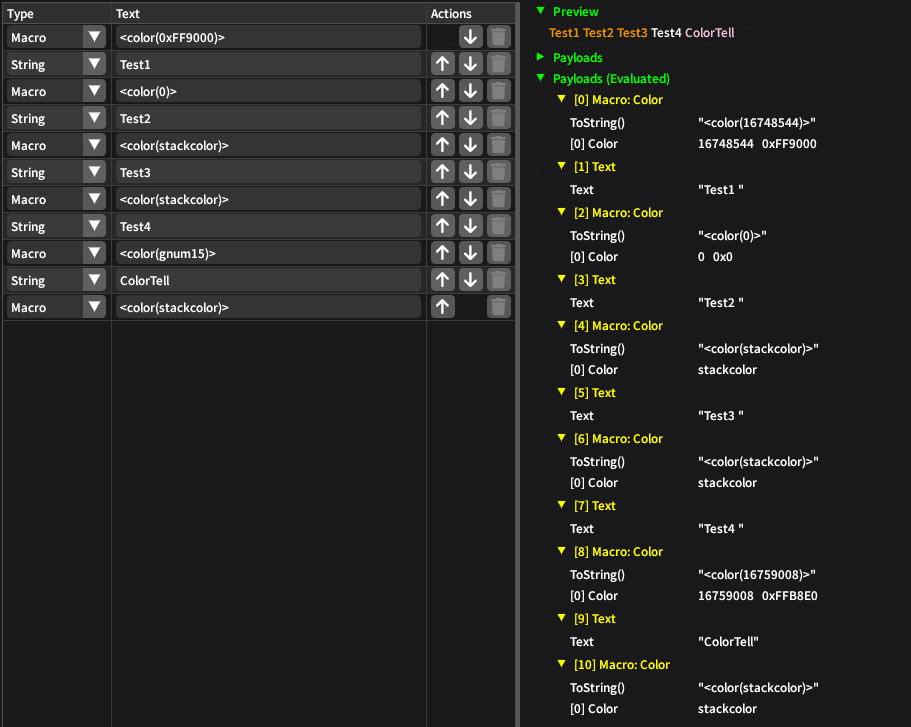 Type Text Actions
Macro <color(0xFF9000)>
String Test1
Macro <color(0)>
String Test2
Macro <color(stackcolor)>
String Test3
Macro <color(stackcolor)>
String Test4
Macro <color(gnum15)>
String ColorTell
Macro <color(stackcolor)>
Preview
Test1 Test2 Test3 Test4 ColorTell
Payloads
Payloads (Evaluated)
[0] Macro: Color
ToString() "<color(16748544)>"
[0] Color 16748544 0xFF9000
[1] Text
Text "Test1 "
[2] Macro: Color
ToString() "<color(0)>"
[0] Color 0 0x0
[3] Text
Text "Test2 "
[4] Macro: Color
ToString() "<color(stackcolor)>"
[0] Color stackcolor
[5] Text
Text "Test3 "
[6] Macro: Color
ToString() "<color(stackcolor)>"
[0] Color stackcolor
[7] Text
Text "Test4 "
[8] Macro: Color
ToString() "<color(16759008)>"
[0] Color 16759008 0xFFB8E0
[9] Text
Text "ColorTell"
[10] Macro: Color
ToString() "<color(stackcolor)>"
[0] Color stackcolor